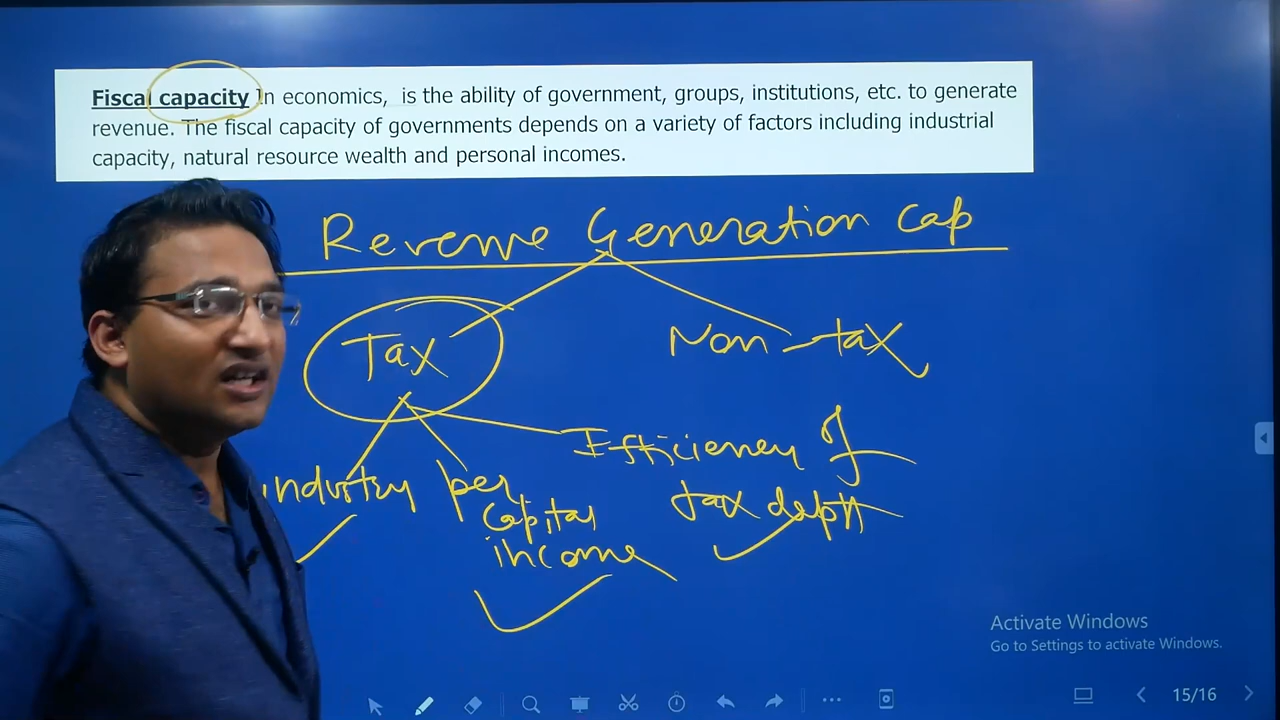 Fiscal capacity In economics, is the ability of government, groups, institutions, etc. to generate
revenue. The fiscal capacity of governments depends on a variety of factors including industrial
capacity, natural resource wealth and personal incomes.
Revenue Generation Cap
Tax
Non-tax
Industry
per
Capital
income
Efficiency of
tax deptt
Activate Windows
Go to Settings to activate Windows.
15/16